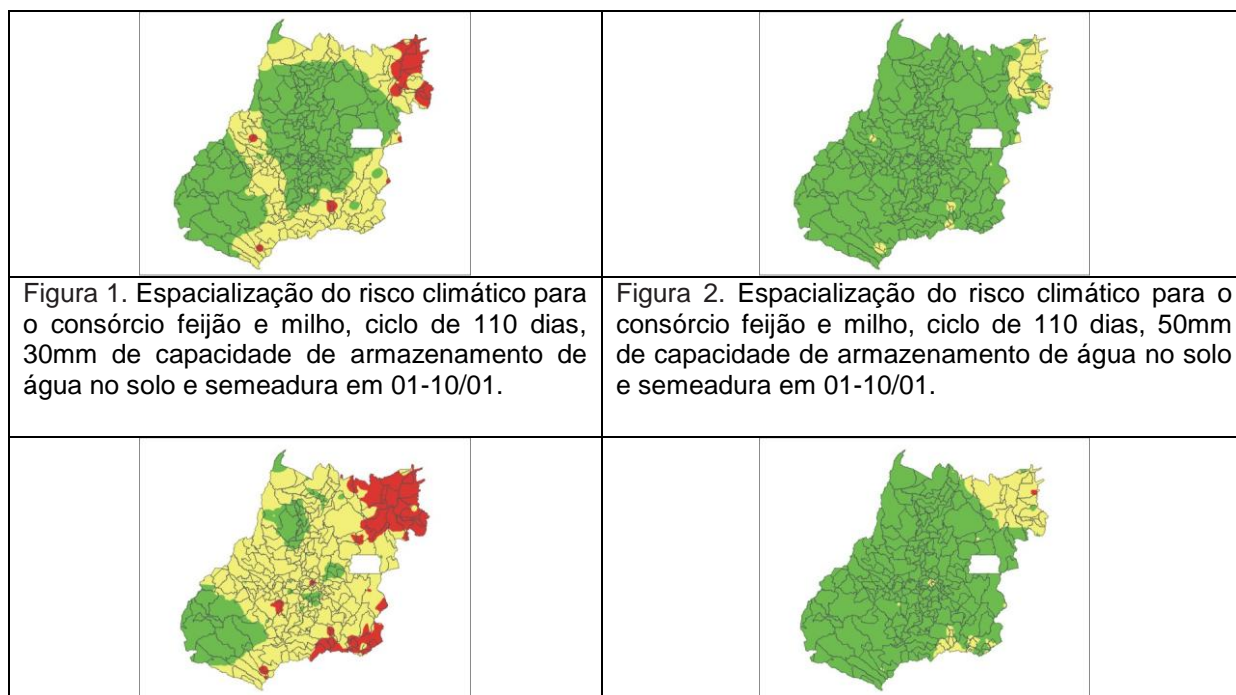 Figura 1. Espacialização do risco climático para
o consórcio feijão e milho, ciclo de 110 dias,
30mm de capacidade de armazenamento de
água no solo e semeadura em 01-10/01.
Figura 2. Espacialização do risco climático para o
consórcio feijão e milho, ciclo de 110 dias, 50mm
de capacidade de armazenamento de água no solo
e semeadura em 01-10/01.